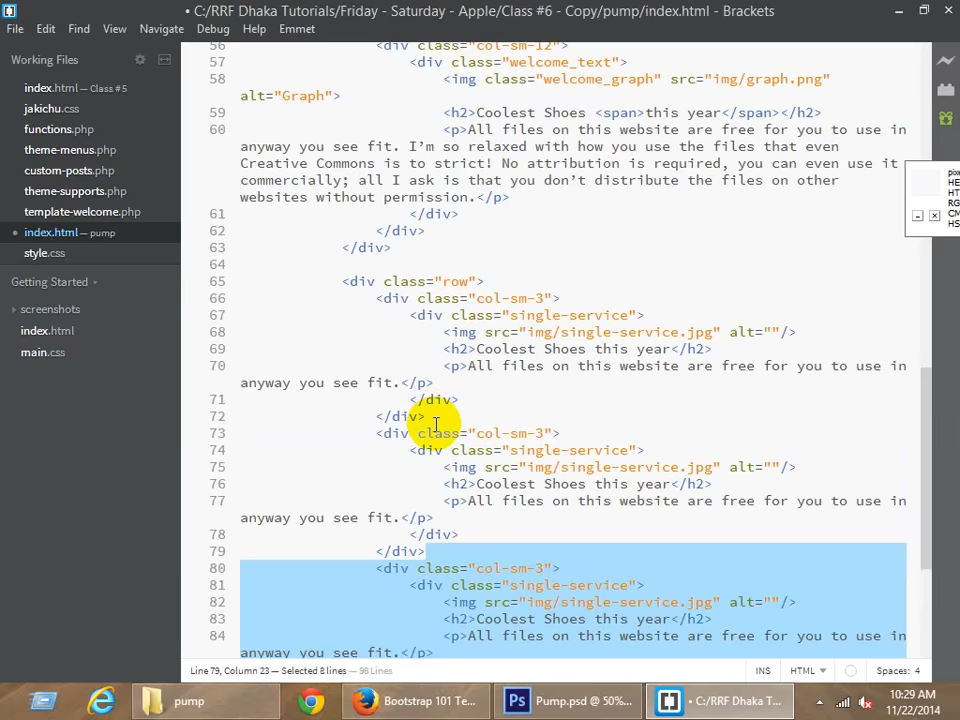 • C:/RRF Dhaka Tutorials/Friday - Saturday - Apple/Class #6 - Copy/pump/index.html - Brackets
File Edit Find View Navigate Debug Help Emmet
Working Files
index.html — Class #5
jakichu.css
functions.php
theme-menus.php
custom-posts.php
theme-supports.php
template-welcome.php
index.html — pump
style.css
Getting Started
screenshots
index.html
main.css
56 <div class="col-sm-12">
57 <div class="welcome_text">
58 <img class="welcome_graph" src="img/graph.png"
alt="Graph">
59 <h2>Coolest Shoes <span>this year</span></h2>
60 <p>All files on this website are free for you to use in
anyway you see fit. I’m so relaxed with how you use the files that even
Creative Commons is to strict! No attribution is required, you can even use it
commercially; all I ask is that you don’t distribute the files on other
websites without permission.</p>
61 </div>
62 </div>
63 </div>
64
65 <div class="row">
66 <div class="col-sm-3">
67 <div class="single-service">
68 <img src="img/single-service.jpg" alt=""/>
69 <h2>Coolest Shoes this year</h2>
70 <p>All files on this website are free for you to use in
anyway you see fit.</p>
71 </div>
72 </div>
73 <div class="col-sm-3">
74 <div class="single-service">
75 <img src="img/single-service.jpg" alt=""/>
76 <h2>Coolest Shoes this year</h2>
77 <p>All files on this website are free for you to use in
anyway you see fit.</p>
78 </div>
79 </div>
80 <div class="col-sm-3">
81 <div class="single-service">
82 <img src="img/single-service.jpg" alt=""/>
83 <h2>Coolest Shoes this year</h2>
84 <p>All files on this website are free for you to use in
anyway you see fit.</p>
pix
HE
HT
RG
CM
HS
Line 79, Column 23 — Selected 8 lines — 96 Lines
INS HTML Spaces: 4
pump
Bootstrap 101 Te...
Ps Pump.psd @ 50%...
• C:/RRF Dhaka T...
10:29 AM
11/22/2014